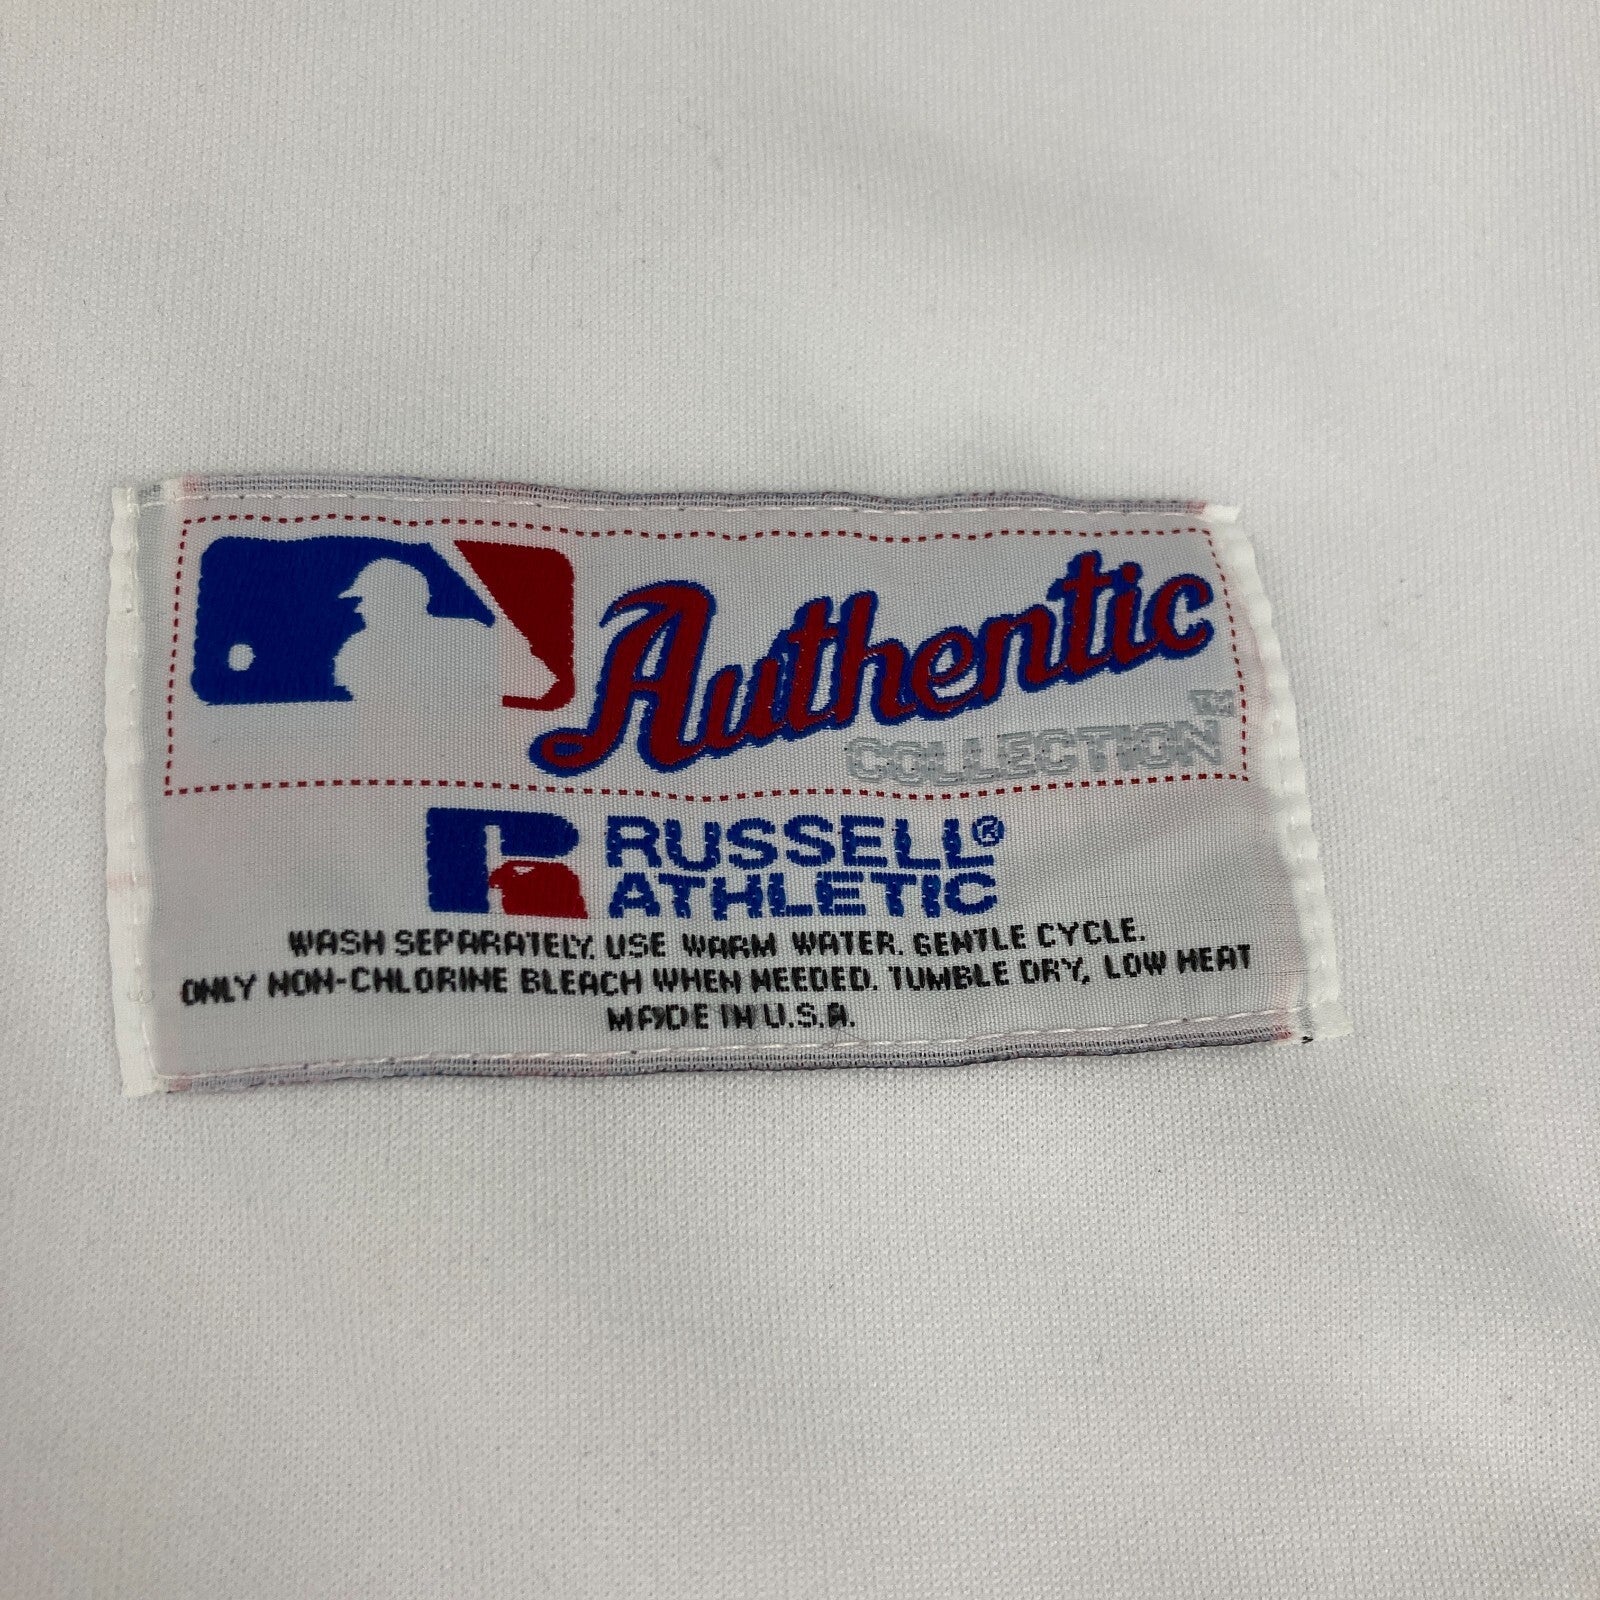 Authentic
COLLECTION™
RUSSELL®
ATHLETIC
WASH SEPARATELY. USE WARM WATER. GENTLE CYCLE.
ONLY NON-CHLORINE BLEACH WHEN NEEDED. TUMBLE DRY, LOW HEAT
MADE IN U.S.A.